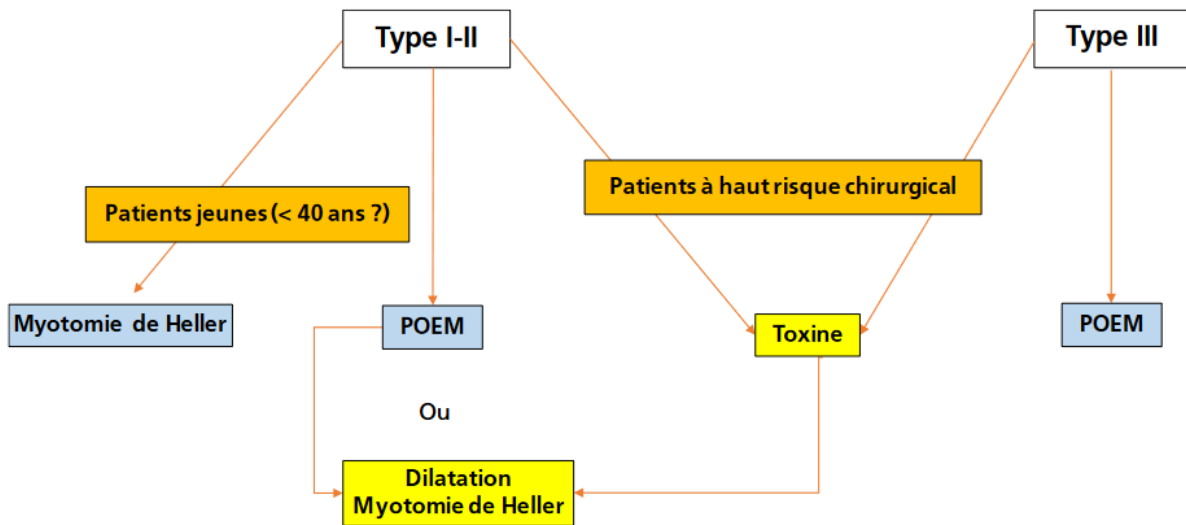 Type I-II
Type III
Patients à haut risque chirurgical
Patients jeunes (< 40 ans ?)
Myotomie de Heller
POEM
Toxine
POEM
Ou
Dilatation
Myotomie de Heller